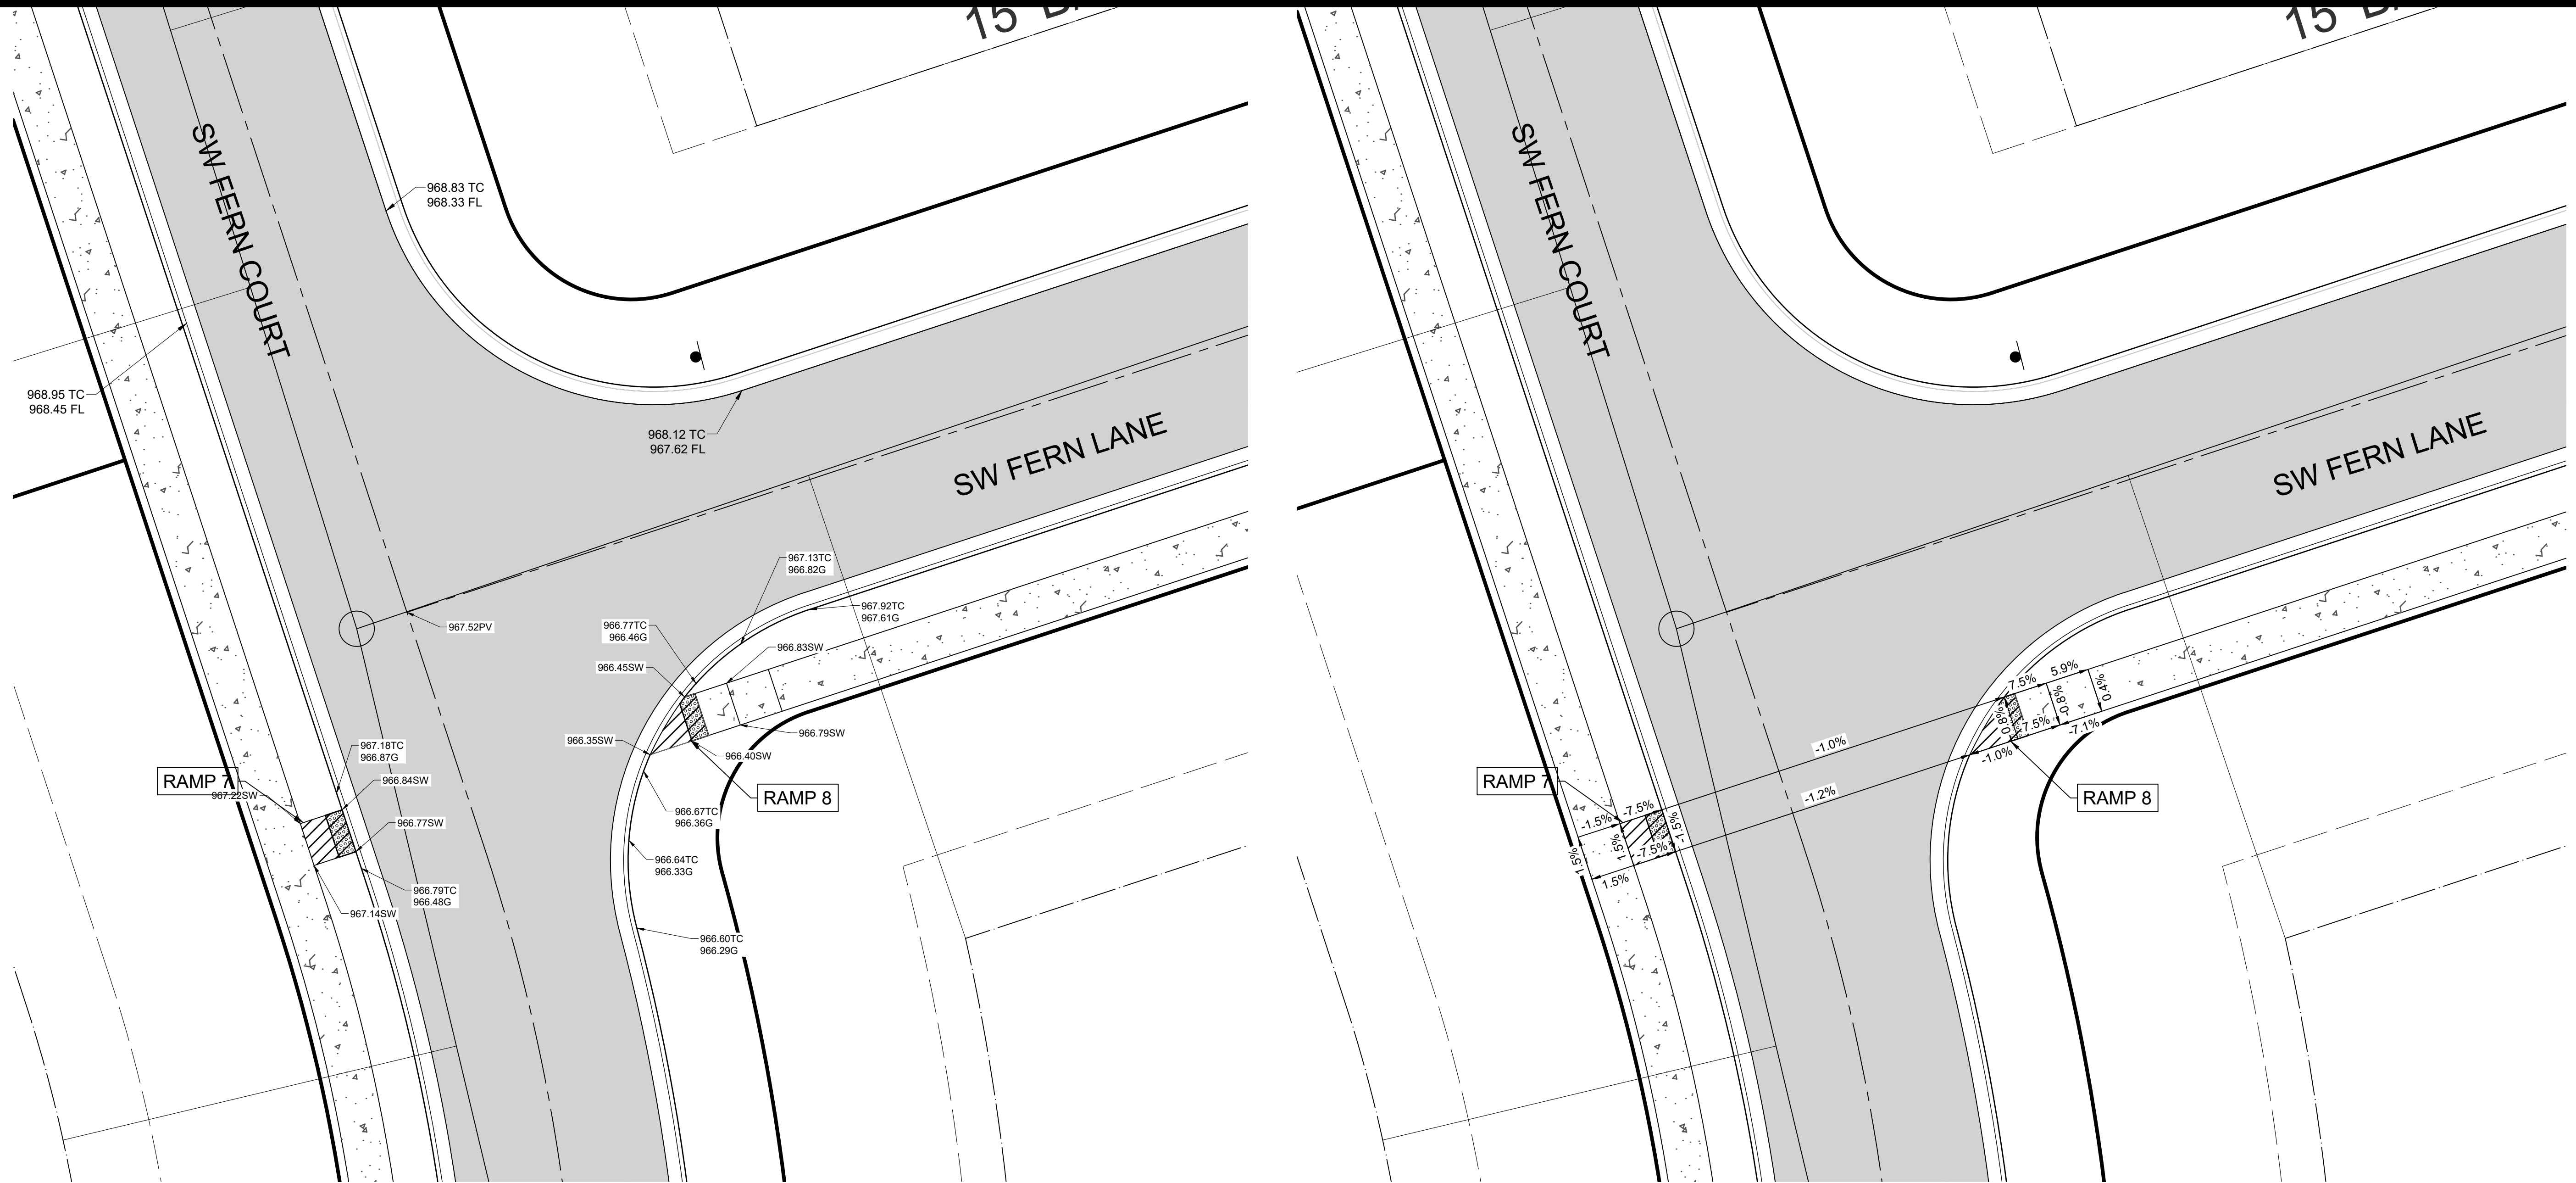 SW FERN COURT
968.83 TC
968.33 FL
968.95 TC
968.45 FL
968.12 TC
967.62 FL
SW FERN LANE
967.13TC
966.82G
967.92TC
967.61G
967.52PV
966.77TC
966.46G
966.83SW
966.45SW
966.35SW
966.79SW
966.40SW
967.18TC
966.87G
RAMP 7
967.22SW
966.84SW
RAMP 8
966.67TC
966.36G
966.77SW
966.64TC
966.33G
966.79TC
966.48G
967.14SW
966.60TC
966.29G
SW FERN COURT
SW FERN LANE
5.9%
7.5%
-0.8%
0.4%
0.8%
7.5%
-7.1%
-1.0%
-1.0%
-1.2%
RAMP 7
RAMP 8
-7.5%
-1.5%
-1.5%
1.5%
-7.5%
1.5%
1.5%